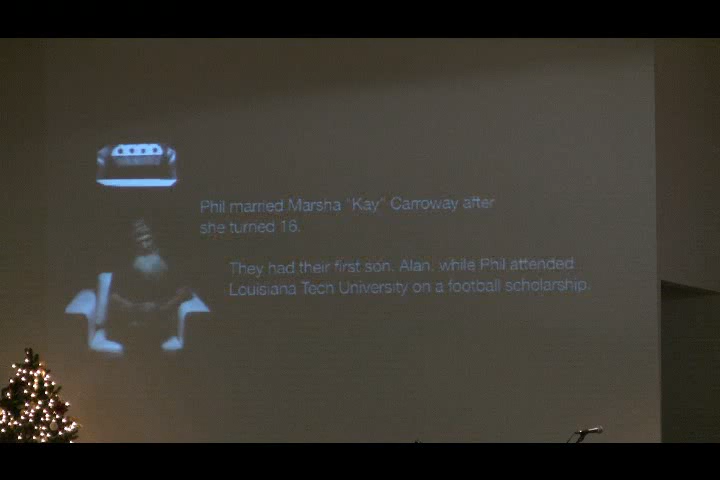 Phil married Marsha "Kay" Carroway after
she turned 16.
They had their first son, Alan, while Phil attended
Louisiana Tech University on a football scholarship.